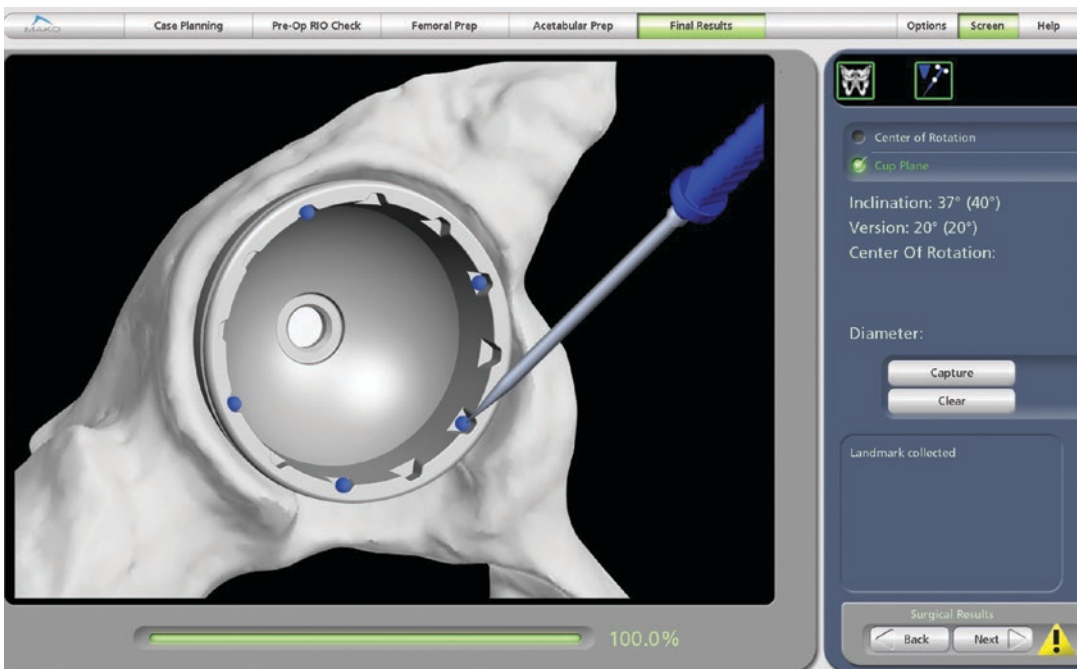 MAKO
Case Planning
Pre-Op RIO Check
Femoral Prep
Acetabular Prep
Final Results
Options
Screen
Help
Center of Rotation
Cup Plane
Inclination: 37° (40°)
Version: 20° (20°)
Center Of Rotation:
Diameter:
Capture
Clear
Landmark collected
100.0%
Surgical Results
Back
Next